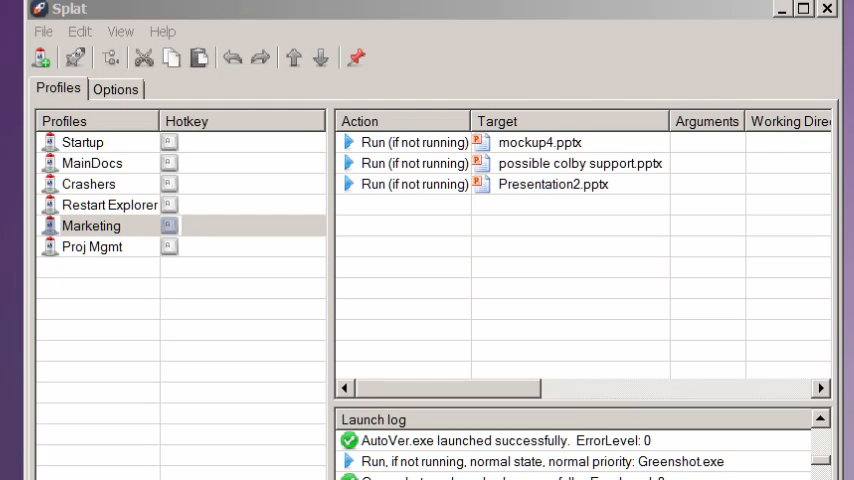 Splat
File Edit View Help
Profiles Options
Profiles Hotkey
Startup
MainDocs
Crashers
Restart Explorer
Marketing
Proj Mgmt
Action Target Arguments Working Direc
Run (if not running) mockup4.pptx
Run (if not running) possible colby support.pptx
Run (if not running) Presentation2.pptx
Launch log
AutoVer.exe launched successfully. ErrorLevel: 0
Run, if not running, normal state, normal priority: Greenshot.exe